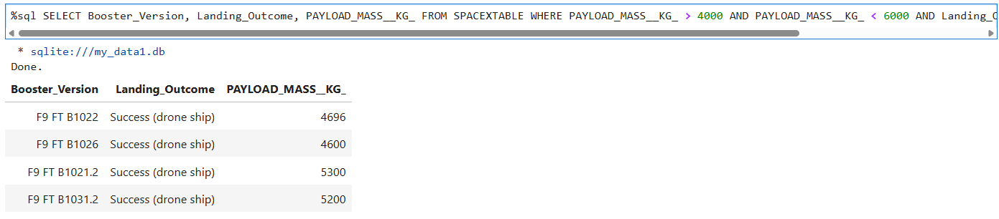 %sql SELECT Booster_Version, Landing_Outcome, PAYLOAD_MASS__KG_ FROM SPACEXTABLE WHERE PAYLOAD_MASS__KG_ > 4000 AND PAYLOAD_MASS__KG_ < 6000 AND Landing_
* sqlite:///my_data1.db
Done.
Booster_Version Landing_Outcome PAYLOAD_MASS__KG_
F9 FT B1022 Success (drone ship) 4696
F9 FT B1026 Success (drone ship) 4600
F9 FT B1021.2 Success (drone ship) 5300
F9 FT B1031.2 Success (drone ship) 5200